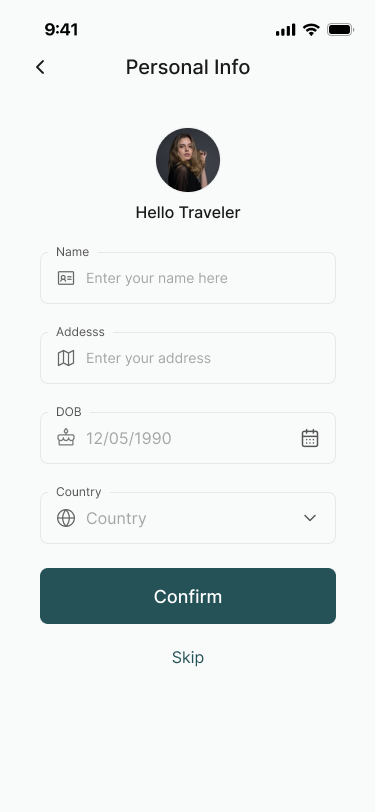 9:41
Personal Info
Hello Traveler
Name
Enter your name here
Addesss
Enter your address
DOB
12/05/1990
Country
Country
Confirm
Skip